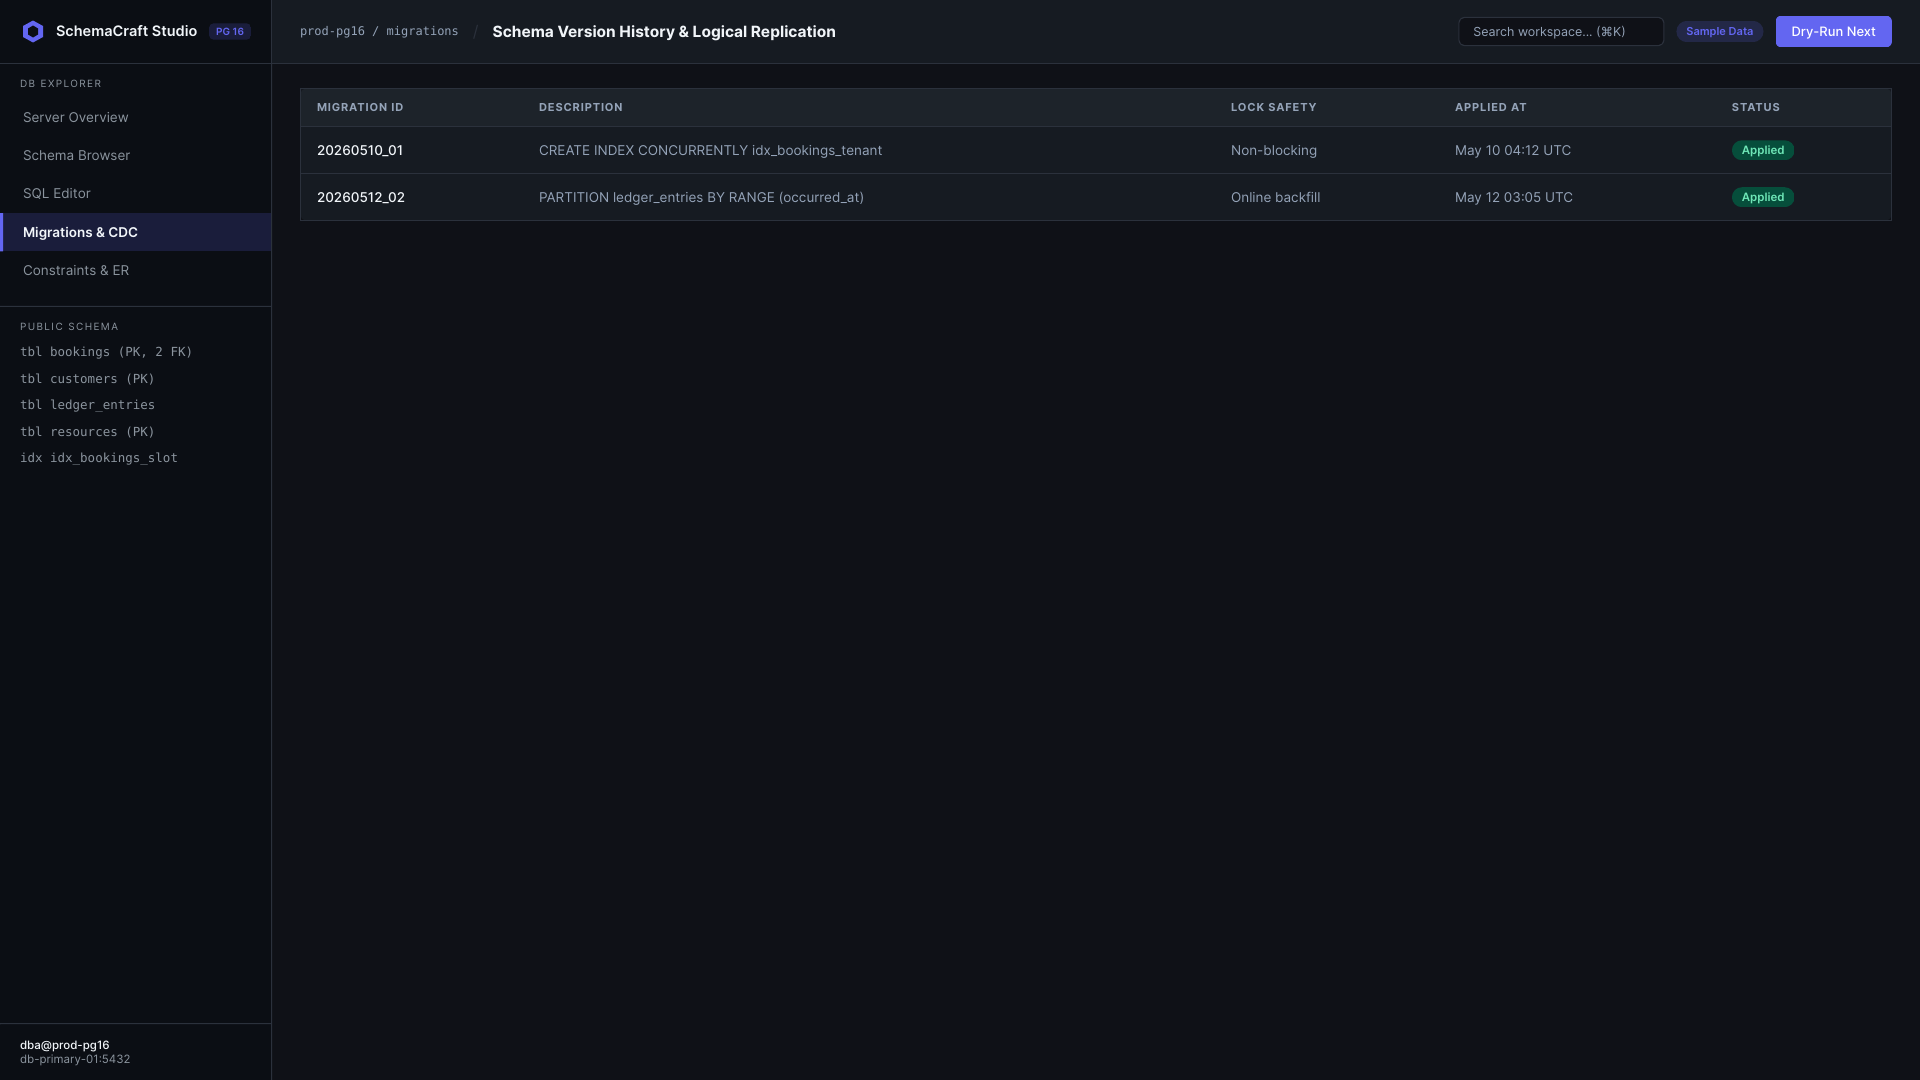 SchemaCraft Studio PG 16
DB EXPLORER
Server Overview
Schema Browser
SQL Editor
Migrations & CDC
Constraints & ER
PUBLIC SCHEMA
tbl bookings (PK, 2 FK)
tbl customers (PK)
tbl ledger_entries
tbl resources (PK)
idx idx_bookings_slot
dba@prod-pg16
db-primary-01:5432
prod-pg16 / migrations / Schema Version History & Logical Replication Search workspace... (⌘K) Sample Data Dry-Run Next
MIGRATION ID DESCRIPTION LOCK SAFETY APPLIED AT STATUS
20260510_01 CREATE INDEX CONCURRENTLY idx_bookings_tenant Non-blocking May 10 04:12 UTC Applied
20260512_02 PARTITION ledger_entries BY RANGE (occurred_at) Online backfill May 12 03:05 UTC Applied